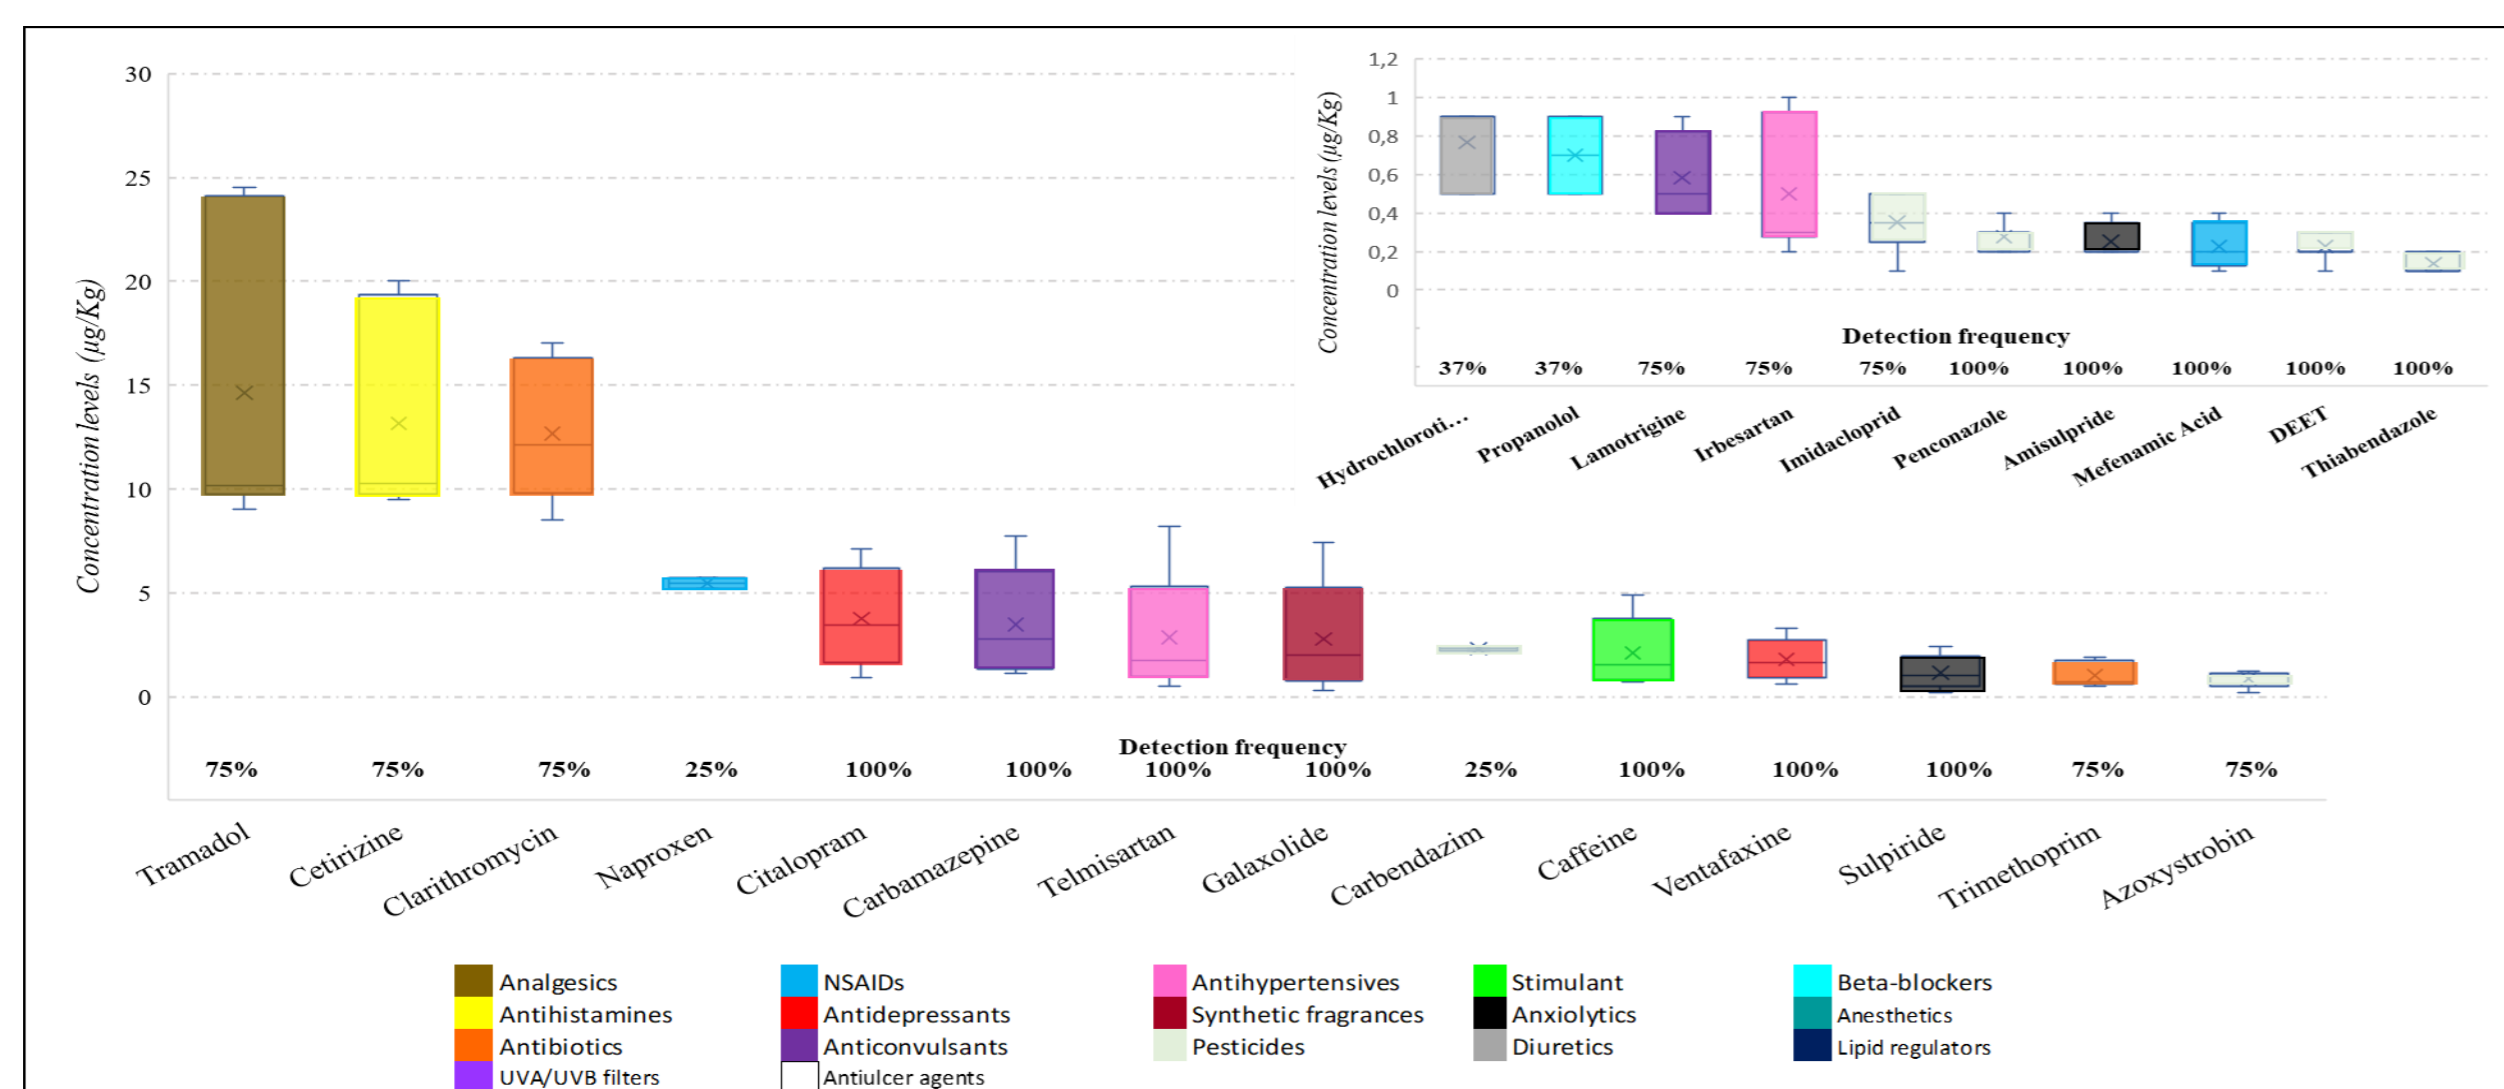 30
25
20
15
10
5
0
Concentration levels (µg/Kg)
1,2
1
0,8
0,6
0,4
0,2
0
Concentration levels (µg/Kg)
Detection frequency
37% 37% 75% 75% 75% 100% 100% 100% 100% 100%
Hydrochloroti... Propanolol Lamotrigine Irbesartan Imidacloprid Penconazole Amisulpride Mefenamic Acid DEET Thiabendazole
Detection frequency
75% 75% 75% 25% 100% 100% 100% 100% 25% 100% 100% 100% 75% 75%
Tramadol Cetirizine Clarithromycin Naproxen Citalopram Carbamazepine Telmisartan Galaxolide Carbendazim Caffeine Ventafaxine Sulpiride Trimethoprim Azoxystrobin
Analgesics NSAIDs Antihypertensives Stimulant Beta-blockers
Antihistamines Antidepressants Synthetic fragrances Anxiolytics Anesthetics
Antibiotics Anticonvulsants Pesticides Diuretics Lipid regulators
UVA/UVB filters Antiulcer agents